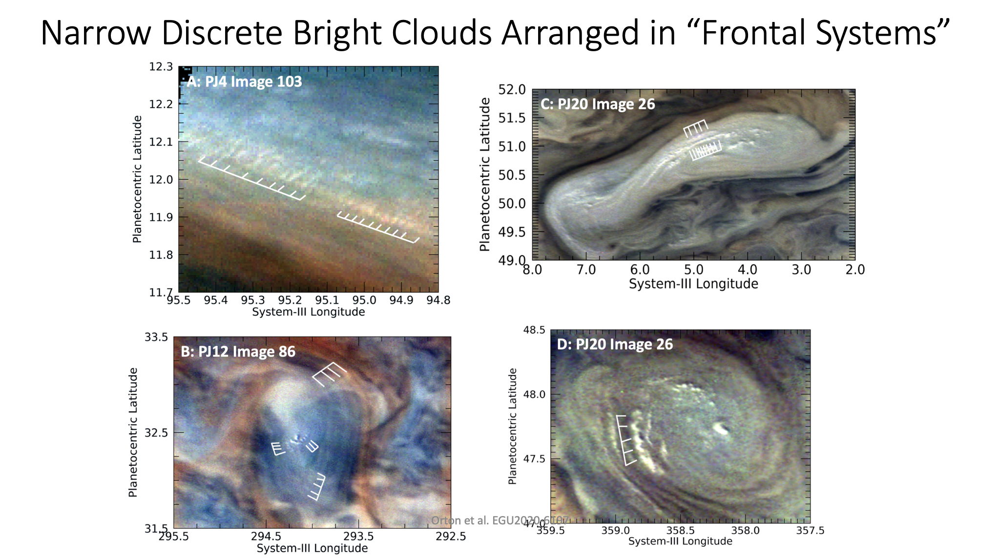 Narrow Discrete Bright Clouds Arranged in “Frontal Systems”
A: PJ4 Image 103
Planetocentric Latitude
12.3
12.2
12.1
12.0
11.9
11.8
11.7
95.5 95.4 95.3 95.2 95.1 95.0 94.9 94.8
System-III Longitude
C: PJ20 Image 26
Planetocentric Latitude
52.0
51.5
51.0
50.5
50.0
49.5
49.0
8.0 7.0 6.0 5.0 4.0 3.0 2.0
System-III Longitude
B: PJ12 Image 86
Planetocentric Latitude
33.5
32.5
31.5
295.5 294.5 293.5 292.5
System-III Longitude
D: PJ20 Image 26
Planetocentric Latitude
48.5
48.0
47.5
47.0
359.5 359.0 358.5 358.0 357.5
System-III Longitude
Orton et al. EGU2020-6197